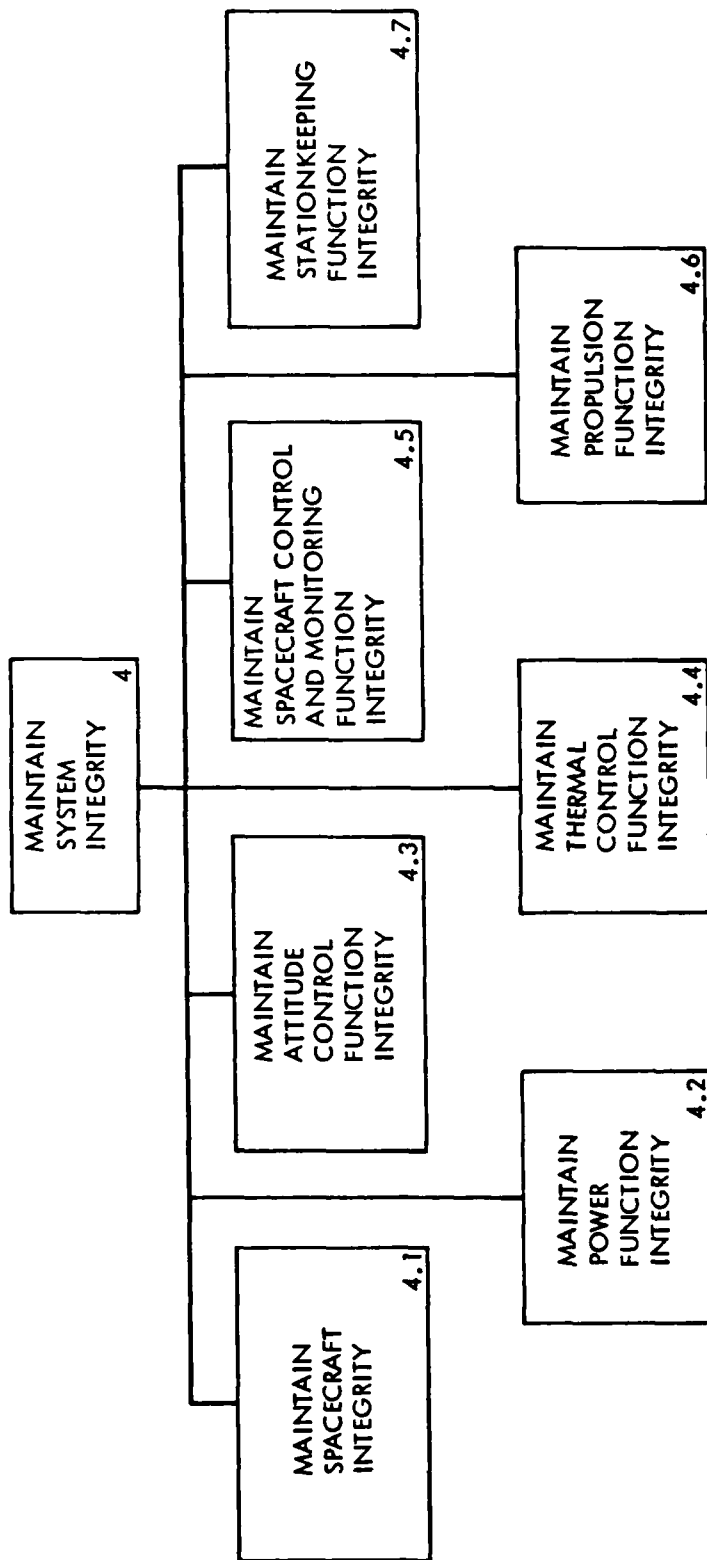 MAINTAIN
SYSTEM
INTEGRITY
4
MAINTAIN
SPACECRAFT
INTEGRITY
4.1
MAINTAIN
POWER
FUNCTION
INTEGRITY
4.2
MAINTAIN
ATTITUDE
CONTROL
FUNCTION
INTEGRITY
4.3
MAINTAIN
THERMAL
CONTROL
FUNCTION
INTEGRITY
4.4
MAINTAIN
SPACECRAFT CONTROL
AND MONITORING
FUNCTION
INTEGRITY
4.5
MAINTAIN
PROPULSION
FUNCTION
INTEGRITY
4.6
MAINTAIN
STATIONKEEPING
FUNCTION
INTEGRITY
4.7